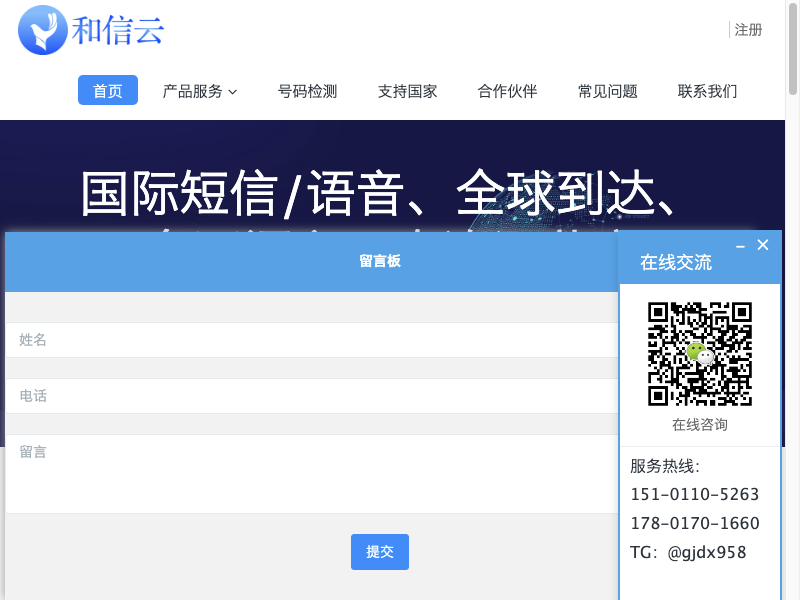 和信云
注册
首页
产品服务
号码检测
支持国家
合作伙伴
常见问题
联系我们
国际短信/语音、全球到达、
留言板
姓名
电话
留言
提交
在线交流
在线咨询
服务热线：
151-0110-5263
178-0170-1660
TG：@gjdx958